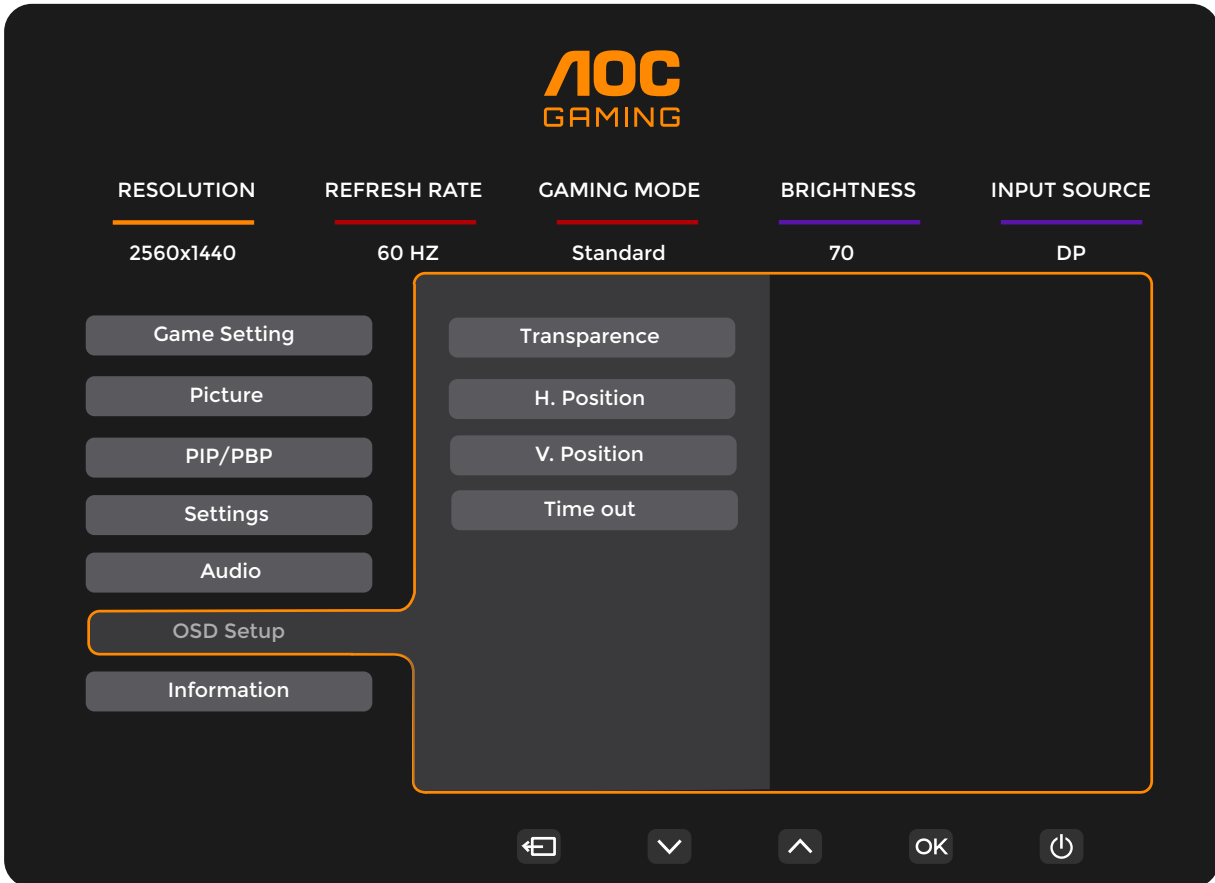 AOC
GAMING
RESOLUTION REFRESH RATE GAMING MODE BRIGHTNESS INPUT SOURCE
2560x1440 60 HZ Standard 70 DP
Game Setting Transparence
Picture H. Position
PIP/PBP V. Position
Settings Time out
Audio
OSD Setup
Information
OK